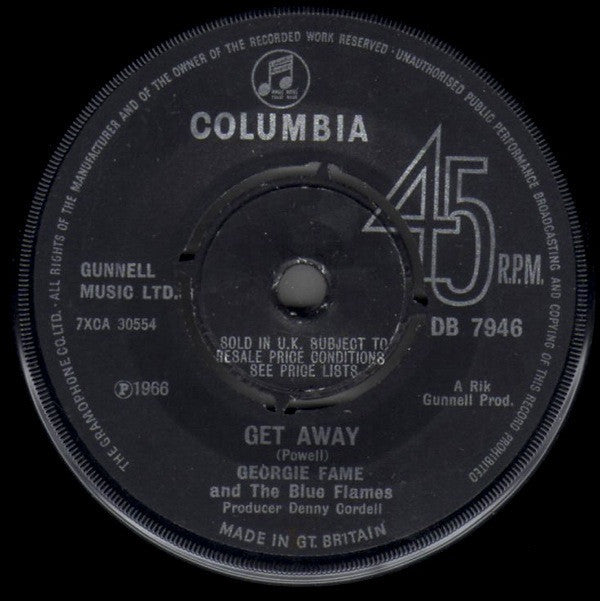 THE GRAMOPHONE CO. LTD. · ALL RIGHTS OF THE MANUFACTURER AND OF THE OWNER OF THE RECORDED WORK RESERVED · UNAUTHORISED PUBLIC PERFORMANCE BROADCASTING AND COPYING OF THIS RECORD PROHIBITED
COLUMBIA
45
R.P.M.
GUNNELL
MUSIC LTD.
7XCA 30554
DB 7946
SOLD IN U.K. SUBJECT TO
RESALE PRICE CONDITIONS
SEE PRICE LISTS
Ⓟ1966
A Rik
Gunnell Prod.
GET AWAY
(Powell)
GEORGIE FAME
and The Blue Flames
Producer Denny Cordell
MADE IN GT. BRITAIN